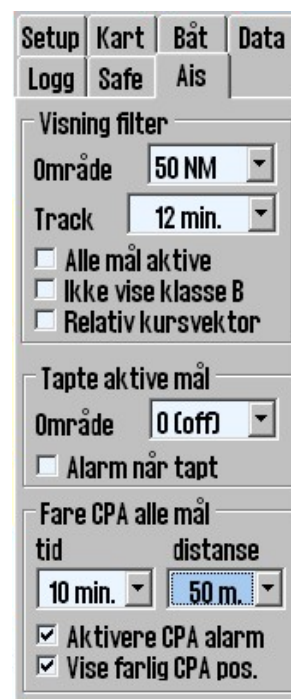 Setup Kart Båt Data
Logg Safe Ais
Visning filter
Område 50 NM
Track 12 min.
Alle mål aktive
Ikke vise klasse B
Relativ kursvektor
Tapte aktive mål
Område 0 (off)
Alarm når tapt
Fare CPA alle mål
tid distanse
10 min. 50 m.
Aktivere CPA alarm
Vise farlig CPA pos.